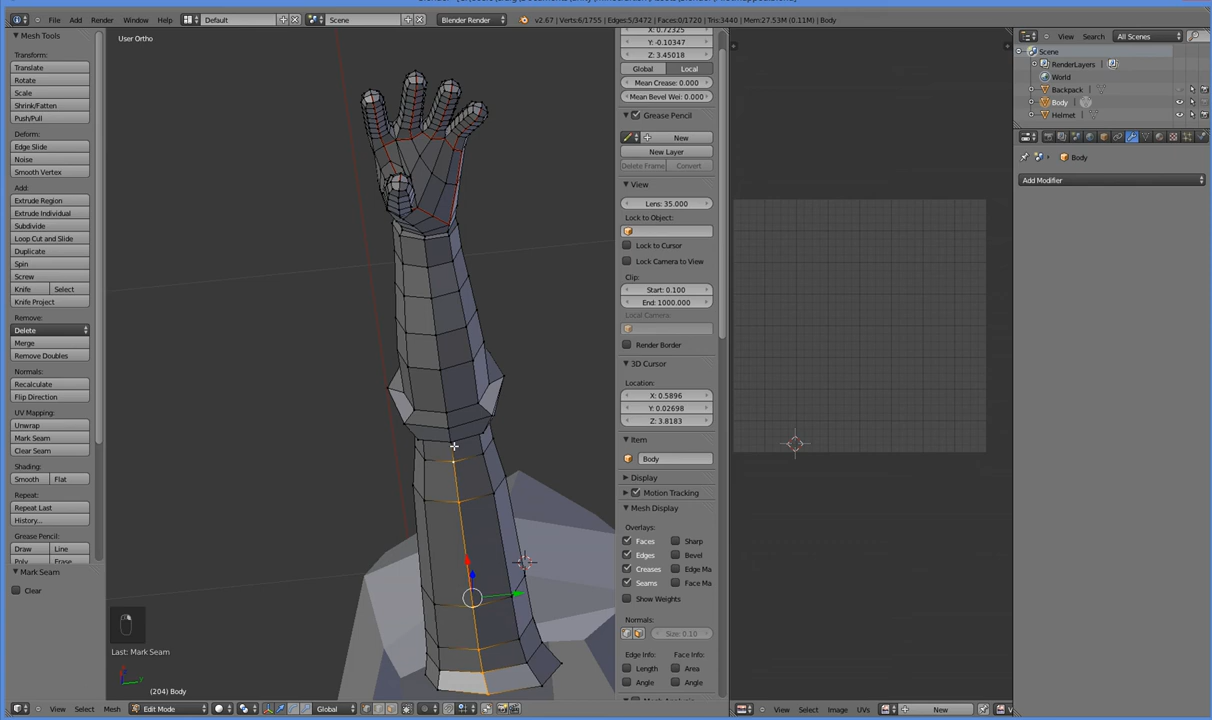 File
Add
Render
Window
Help
Default
Scene
Blender Render
v2.67 | Verts:6/1755 | Edges:5/3472 | Faces:0/1720 | Tris:3440 | Mem:27.53M (0.11M) | Body
Mesh Tools
Transform:
Translate
Rotate
Scale
Shrink/Fatten
Push/Pull
Deform:
Edge Slide
Noise
Smooth Vertex
Add:
Extrude Region
Extrude Individual
Subdivide
Loop Cut and Slide
Duplicate
Spin
Screw
Knife
Select
Knife Project
Remove:
Delete
Merge
Remove Doubles
Normals:
Recalculate
Flip Direction
UV Mapping:
Unwrap
Mark Seam
Clear Seam
Shading:
Smooth
Flat
Repeat:
Repeat Last
History...
Grease Pencil:
Draw
Line
Poly
Erase
Mark Seam
Clear
User Ortho
Last: Mark Seam
(204) Body
View
Select
Mesh
Edit Mode
Global
X: 0.72325
Y: -0.10347
Z: 3.45018
Global
Local
Mean Crease: 0.000
Mean Bevel Wei: 0.000
Grease Pencil
New
New Layer
Delete Frame
Convert
View
Lens: 35.000
Lock to Object:
Lock to Cursor
Lock Camera to View
Clip:
Start: 0.100
End: 1000.000
Local Camera:
Render Border
3D Cursor
Location:
X: 0.5896
Y: 0.02698
Z: 3.8183
Item
Body
Display
Motion Tracking
Mesh Display
Overlays:
Faces
Sharp
Edges
Bevel
Creases
Edge Ma
Seams
Face Ma
Show Weights
Normals:
Size: 0.10
Edge Info:
Face Info:
Length
Area
Angle
Angle
View
Select
Image
UVs
New
View
Search
All Scenes
Scene
RenderLayers
World
Backpack
Body
Helmet
Body
Add Modifier